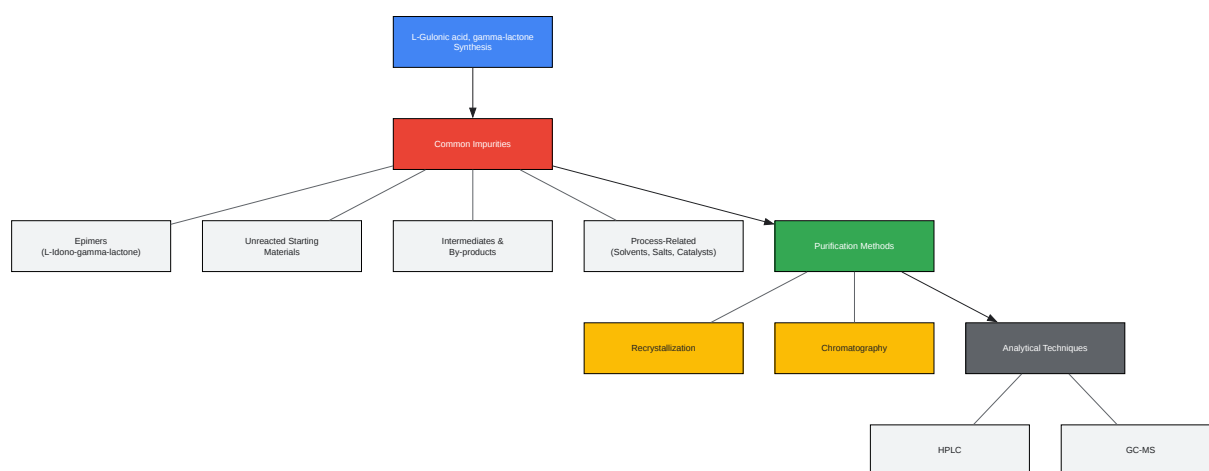 L-Gulonic acid, gamma-lactone
Synthesis
Common Impurities
Epimers
(L-Idono-gamma-lactone)
Unreacted Starting
Materials
Intermediates &
By-products
Process-Related
(Solvents, Salts, Catalysts)
Purification Methods
Recrystallization
Chromatography
Analytical Techniques
HPLC
GC-MS